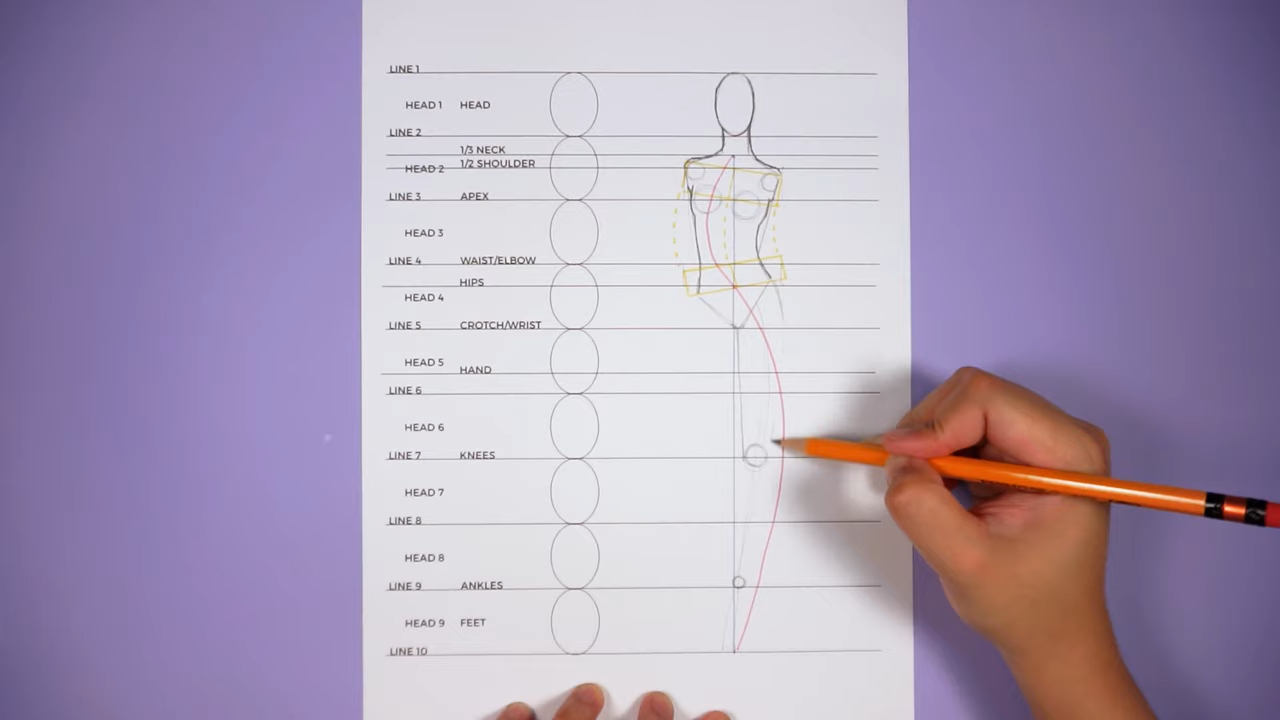 LINE 1
HEAD 1 HEAD
LINE 2
1/3 NECK
1/2 SHOULDER
HEAD 2
LINE 3 APEX
HEAD 3
LINE 4 WAIST/ELBOW
HIPS
HEAD 4
LINE 5 CROTCH/WRIST
HEAD 5
HAND
LINE 6
HEAD 6
LINE 7 KNEES
HEAD 7
LINE 8
HEAD 8
LINE 9 ANKLES
HEAD 9 FEET
LINE 10